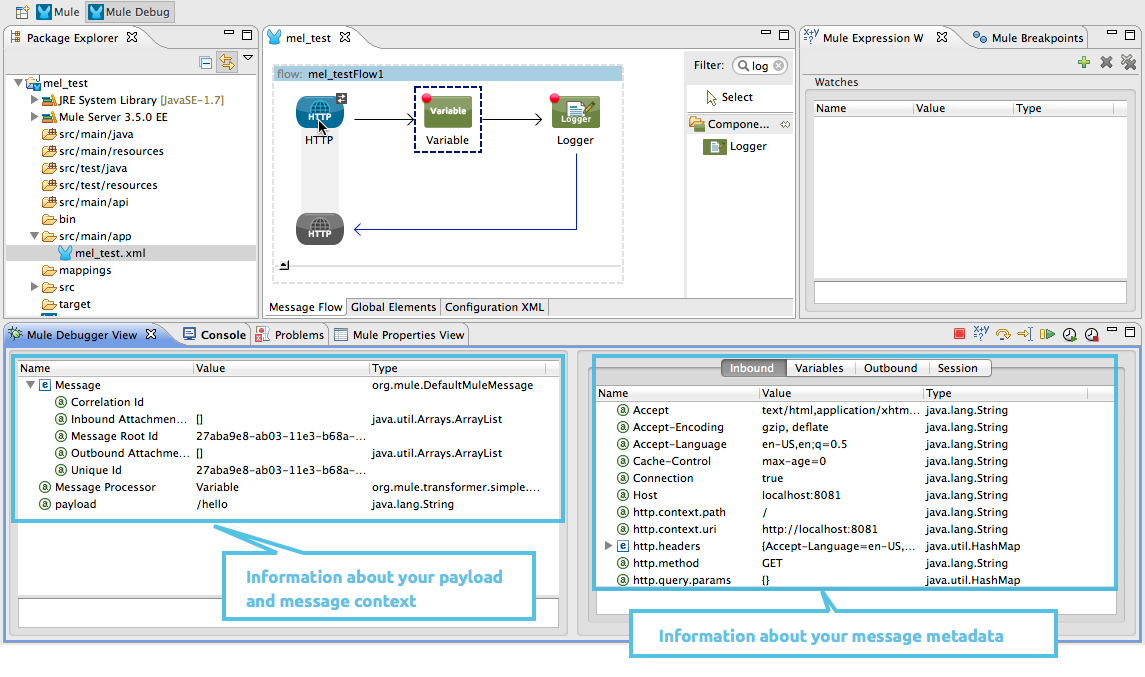 Mule Mule Debug
Package Explorer
mel_test
JRE System Library [JavaSE-1.7]
Mule Server 3.5.0 EE
src/main/java
src/main/resources
src/test/java
src/test/resources
src/main/api
bin
src/main/app
mel_test.xml
mappings
src
target
mel_test
flow: mel_testFlow1
HTTP
HTTP
Variable
Variable
Logger
Logger
HTTP
Message Flow Global Elements Configuration XML
Filter: log
Select
Compone...
Logger
x+y
?
Mule Expression W Mule Breakpoints
Watches
Name Value Type
Mule Debugger View Console Problems Mule Properties View
x+y
?
Name Value Type
e Message org.mule.DefaultMuleMessage
a Correlation Id
a Inbound Attachmen... [] java.util.Arrays.ArrayList
a Message Root Id 27aba9e8-ab03-11e3-b68a-...
a Outbound Attachme... [] java.util.Arrays.ArrayList
a Unique Id 27aba9e8-ab03-11e3-b68a-...
a Message Processor Variable org.mule.transformer.simple....
a payload /hello java.lang.String
Information about your payload
and message context
Inbound Variables Outbound Session
Name Value Type
a Accept text/html,application/xhtm... java.lang.String
a Accept-Encoding gzip, deflate java.lang.String
a Accept-Language en-US,en;q=0.5 java.lang.String
a Cache-Control max-age=0 java.lang.String
a Connection true java.lang.String
a Host localhost:8081 java.lang.String
a http.context.path / java.lang.String
a http.context.uri http://localhost:8081 java.lang.String
e http.headers {Accept-Language=en-US,... java.util.HashMap
a http.method GET java.lang.String
a http.query.params {} java.util.HashMap
Information about your message metadata